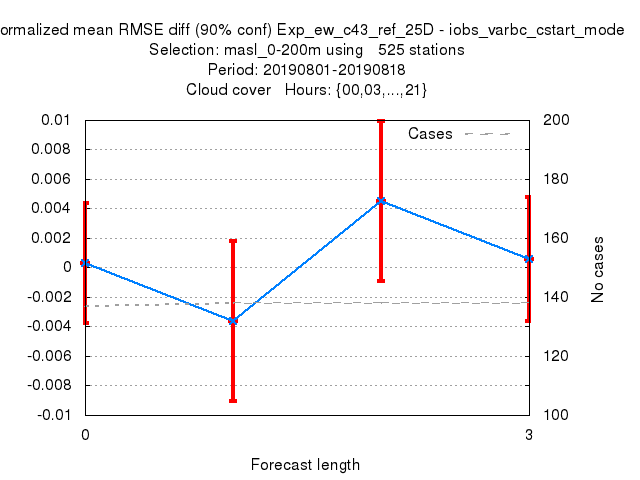 ormalized mean RMSE diff (90% conf) Exp_ew_c43_ref_25D - iobs_varbc_cstart_mode
Selection: masl_0-200m using 525 stations
Period: 20190801-20190818
Cloud cover Hours: {00,03,...,21}
Cases
0.01
0.008
0.006
0.004
0.002
0
-0.002
-0.004
-0.006
-0.008
-0.01
200
180
160
140
120
100
No cases
0
3
Forecast length